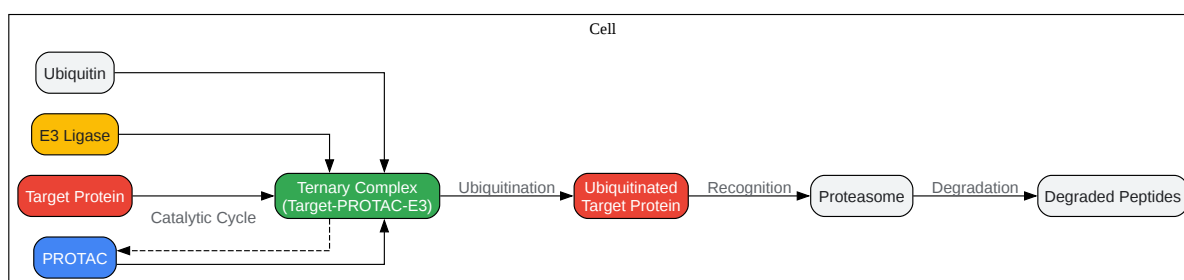 Cell
Ubiquitin
E3 Ligase
Target Protein
Catalytic Cycle
PROTAC
Ternary Complex
(Target-PROTAC-E3)
Ubiquitination
Ubiquitinated
Target Protein
Recognition
Proteasome
Degradation
Degraded Peptides